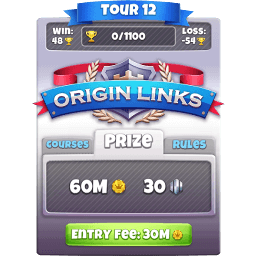 TOUR 12
WIN: 48
0/1100
LOSS: -54
ORIGIN LINKS
COURSES PRIZE RULES
60M 30
ENTRY FEE: 30M